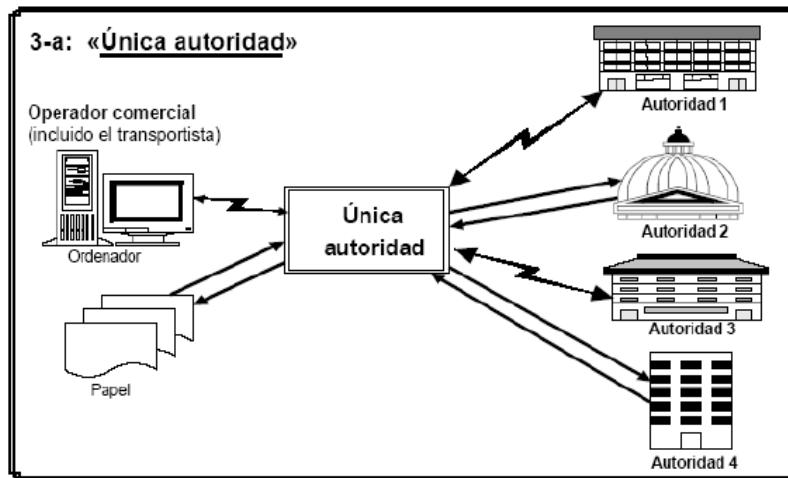 3-a: «Única autoridad»
Operador comercial
(incluido el transportista)
Ordenador
Papel
Única
autoridad
Autoridad 1
Autoridad 2
Autoridad 3
Autoridad 4